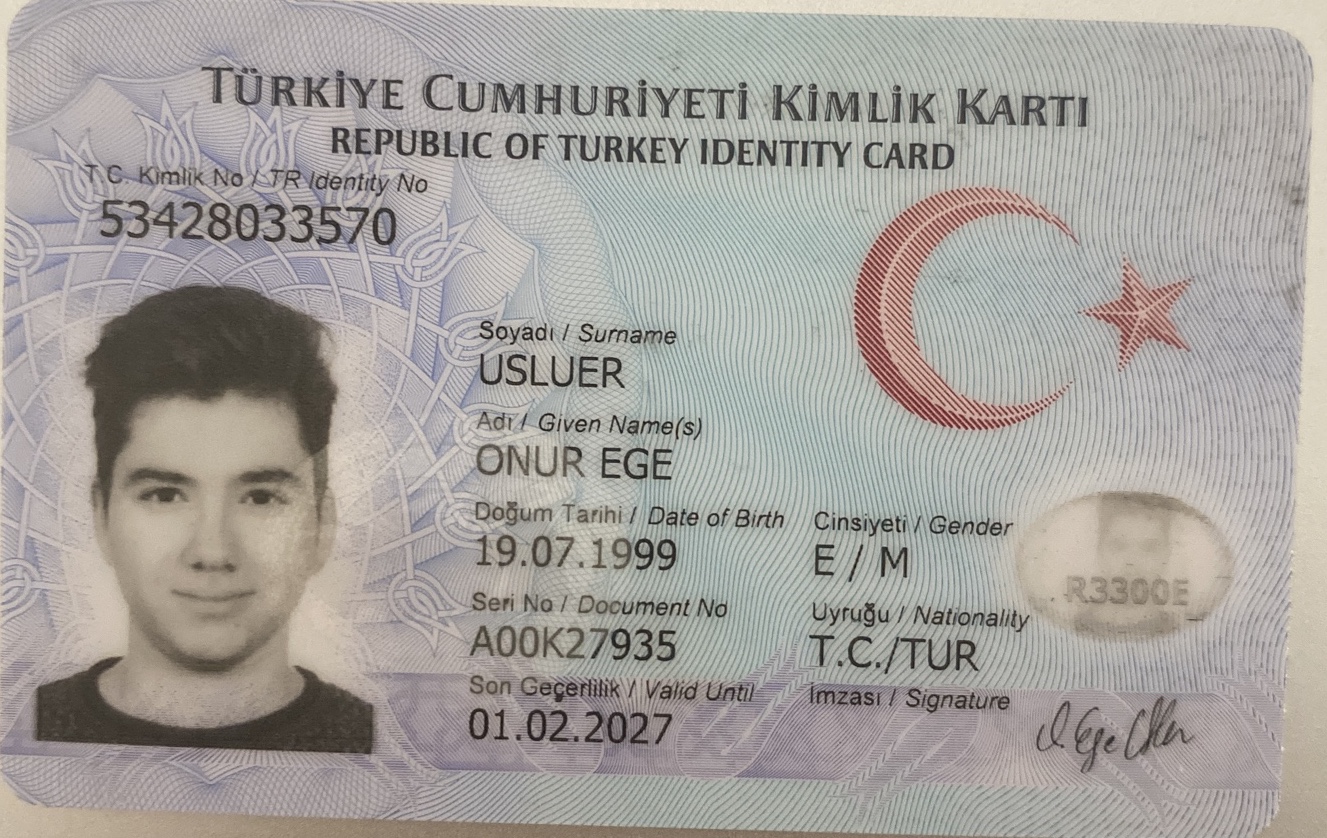 TÜRKİYE CUMHURİYETİ KİMLİK KARTI
REPUBLIC OF TURKEY IDENTITY CARD
T.C. Kimlik No / TR Identity No
53428033570
Soyadı / Surname
USLUER
Adı / Given Name(s)
ONUR EGE
Doğum Tarihi / Date of Birth
19.07.1999
Cinsiyeti / Gender
E / M
Seri No / Document No
A00K27935
Uyruğu / Nationality
T.C./TUR
R3300E
Son Geçerlilik / Valid Until
01.02.2027
İmzası / Signature